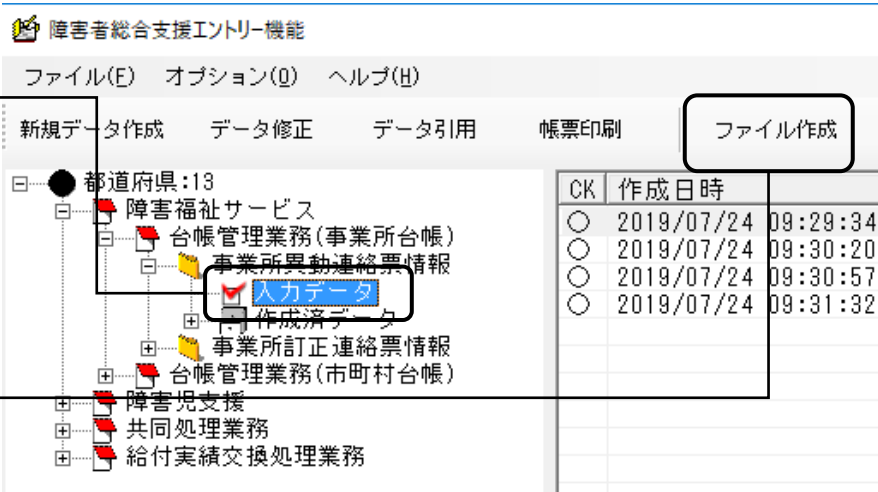 障害者総合支援エントリー機能
ファイル(F) オプション(O) ヘルプ(H)
新規データ作成 データ修正 データ引用 帳票印刷 ファイル作成
都道府県:13
障害福祉サービス
台帳管理業務(事業所台帳)
事業所異動連絡票情報
入力データ
作成済データ
事業所訂正連絡票情報
台帳管理業務(市町村台帳)
障害児支援
共同処理業務
給付実績交換処理業務
CK 作成日時
○ 2019/07/24 09:29:34
○ 2019/07/24 09:30:20
○ 2019/07/24 09:30:57
○ 2019/07/24 09:31:32